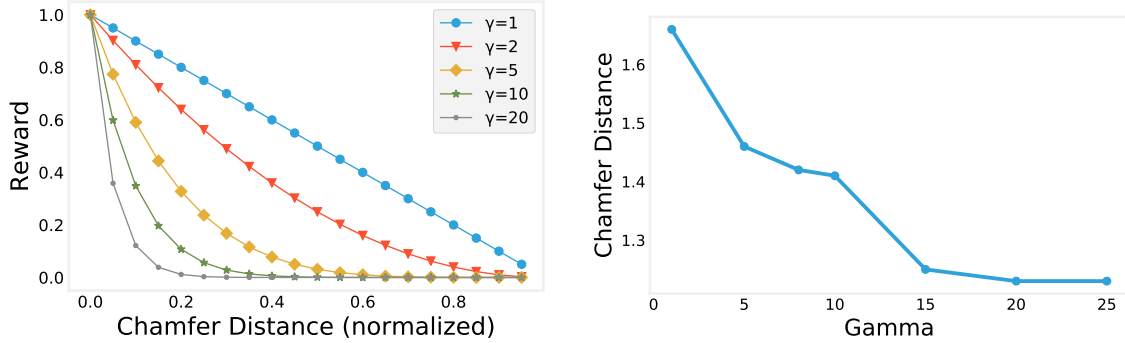 1.0
0.8
0.6
0.4
0.2
0.0
Reward
0.0 0.2 0.4 0.6 0.8
Chamfer Distance (normalized)
γ=1
γ=2
γ=5
γ=10
γ=20
1.6
1.5
1.4
1.3
Chamfer Distance
0 5 10 15 20 25
Gamma